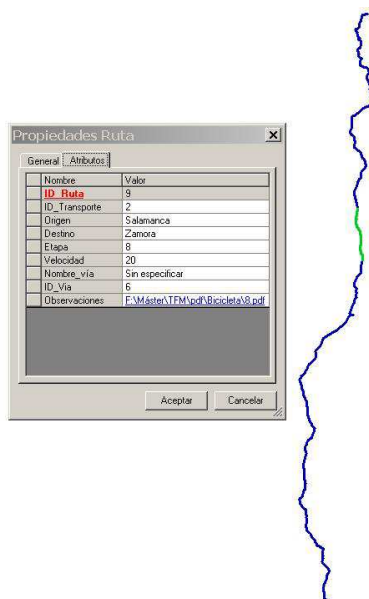 Propiedades Ruta
General Atributos
Nombre Valor
ID_Ruta 9
ID_Transporte 2
Origen Salamanca
Destino Zamora
Etapa 8
Velocidad 20
Nombre_vía Sin especificar
ID_Via 6
Observaciones F:\Máster\TFM\pdf\Bicicleta\8.pdf
Aceptar Cancelar